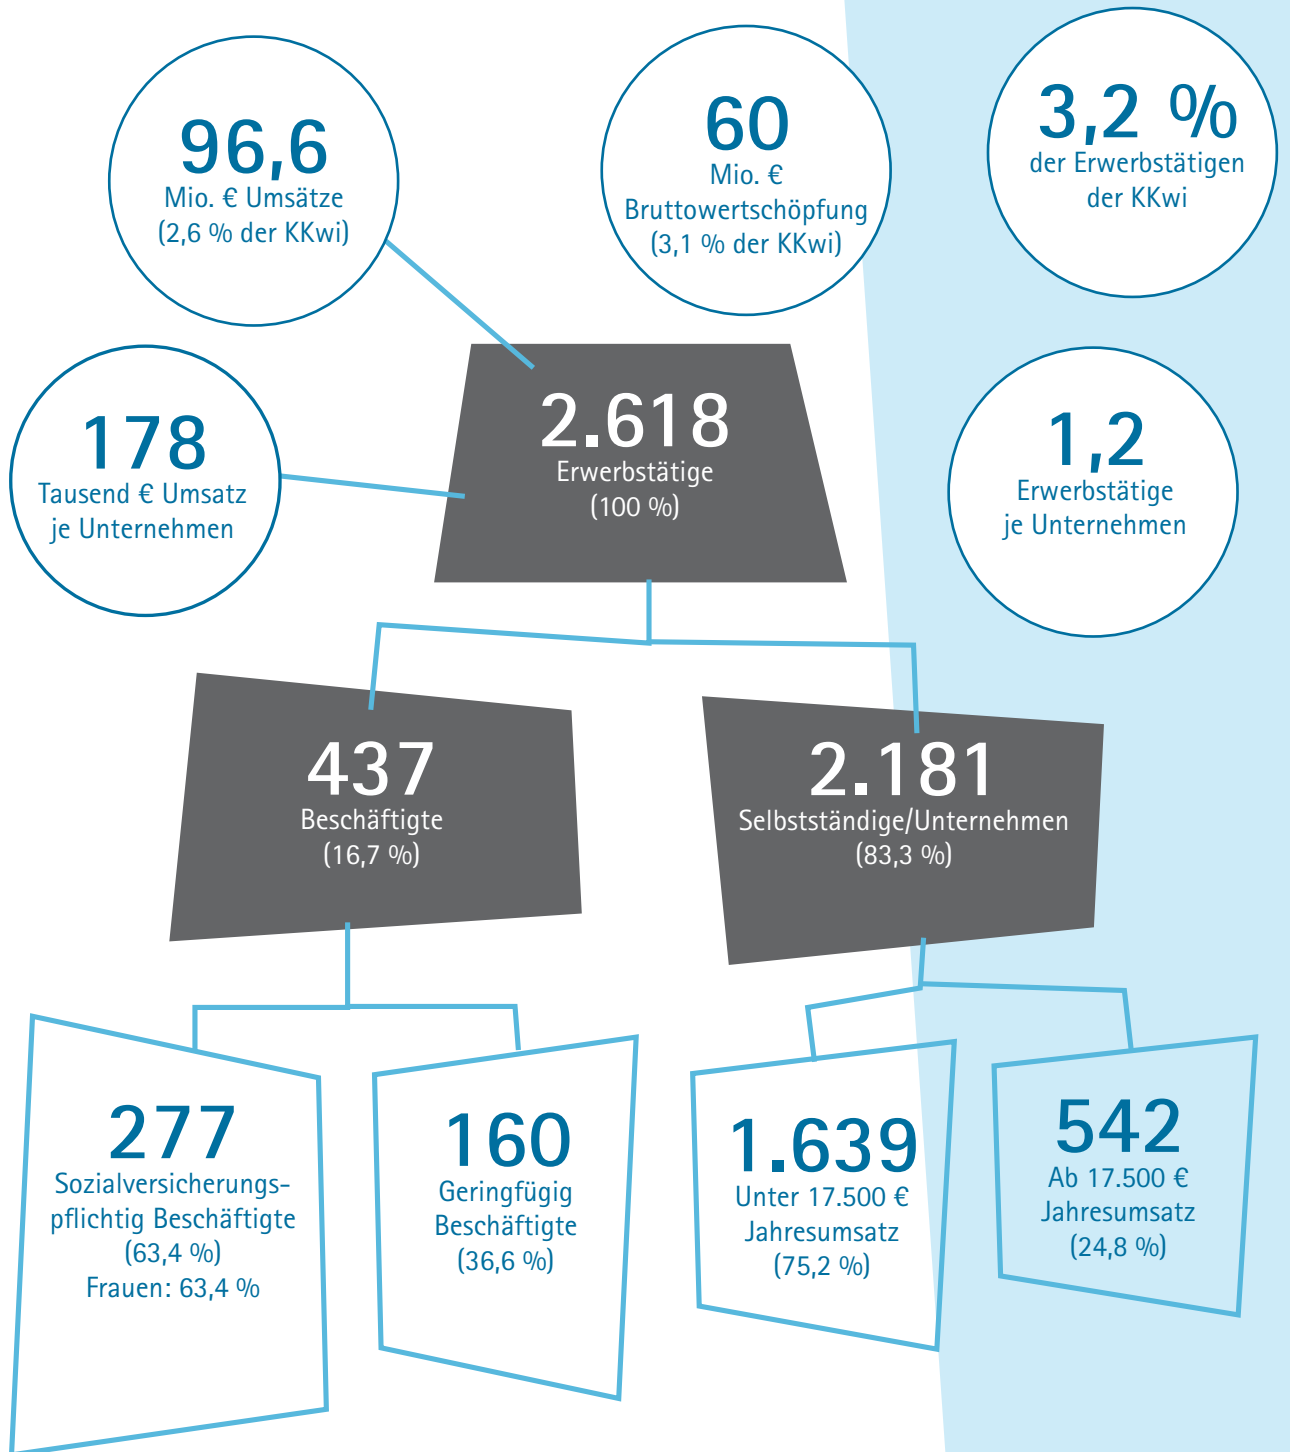 96,6
Mio. € Umsätze
(2,6 % der KKwi)
60
Mio. €
Bruttowertschöpfung
(3,1 % der KKwi)
3,2 %
der Erwerbstätigen
der KKwi
178
Tausend € Umsatz
je Unternehmen
2.618
Erwerbstätige
(100 %)
1,2
Erwerbstätige
je Unternehmen
437
Beschäftigte
(16,7 %)
2.181
Selbstständige/Unternehmen
(83,3 %)
277
Sozialversicherungs-
pflichtig Beschäftigte
(63,4 %)
Frauen: 63,4 %
160
Geringfügig
Beschäftigte
(36,6 %)
1.639
Unter 17.500 €
Jahresumsatz
(75,2 %)
542
Ab 17.500 €
Jahresumsatz
(24,8 %)